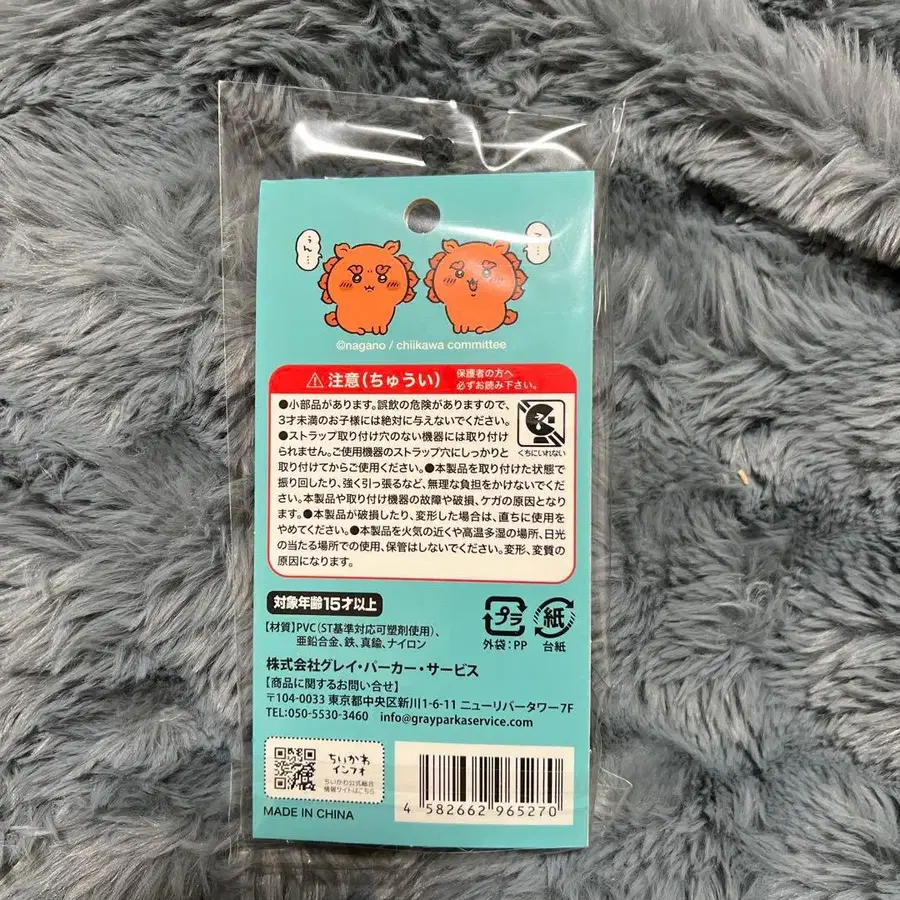 うん…
©nagano / chiikawa committee
注意(ちゅうい)
保護者の方へ
必ずお読み下さい。
●小部品があります。誤飲の危険がありますので、
3才未満のお子様には絶対に与えないでください。
●ストラップ取り付け穴のない機器には取り付け
られません。ご使用機器のストラップ穴にしっかりと
取り付けてからご使用ください。●本製品を取り付けた状態で
振り回したり、強く引っ張るなど、無理な負担をかけないでくだ
さい。本製品や取り付け機器の故障や破損、ケガの原因となり
ます。●本製品が破損したり、変形した場合は、直ちに使用を
やめてください。●本製品を火気の近くや高温多湿の場所、日光
の当たる場所での使用、保管はしないでください。変形、変質の
原因になります。
くちにいれない
対象年齢15才以上
【材質】PVC(ST基準対応可塑剤使用)、
亜鉛合金、鉄、真鍮、ナイロン
プラ
外袋:PP
紙
台紙
株式会社グレイ・パーカー・サービス
【商品に関するお問い合せ】
〒104-0033 東京都中央区新川1-6-11 ニューリバータワー7F
TEL:050-5530-3460 info@grayparkaservice.com
ちいかわ
インフォ
ちいかわ公式総合
情報サイトはこちら
MADE IN CHINA
4 582662 965270